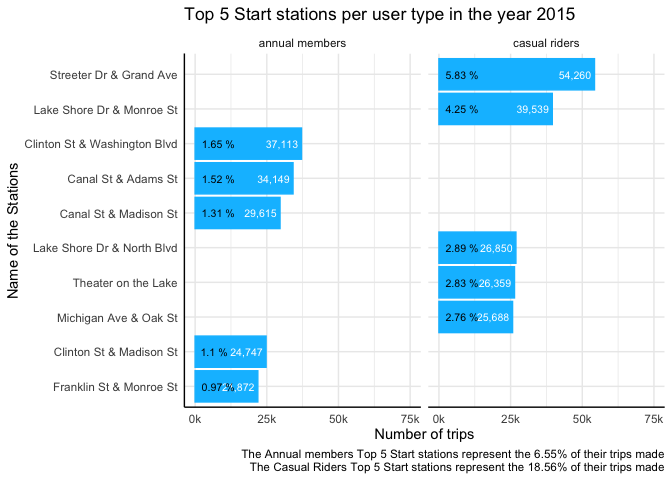 Top 5 Start stations per user type in the year 2015
annual members
casual riders
Name of the Stations
Streeter Dr & Grand Ave
5.83 % 54,260
Lake Shore Dr & Monroe St
4.25 % 39,539
Clinton St & Washington Blvd
1.65 % 37,113
Canal St & Adams St
1.52 % 34,149
Canal St & Madison St
1.31 % 29,615
Lake Shore Dr & North Blvd
2.89 % 26,850
Theater on the Lake
2.83 % 26,359
Michigan Ave & Oak St
2.76 % 25,688
Clinton St & Madison St
1.1 % 24,747
Franklin St & Monroe St
0.97 %
0k 25k 50k 75k
0k 25k 50k 75k
Number of trips
The Annual members Top 5 Start stations represent the 6.55% of their trips made
The Casual Riders Top 5 Start stations represent the 18.56% of their trips made